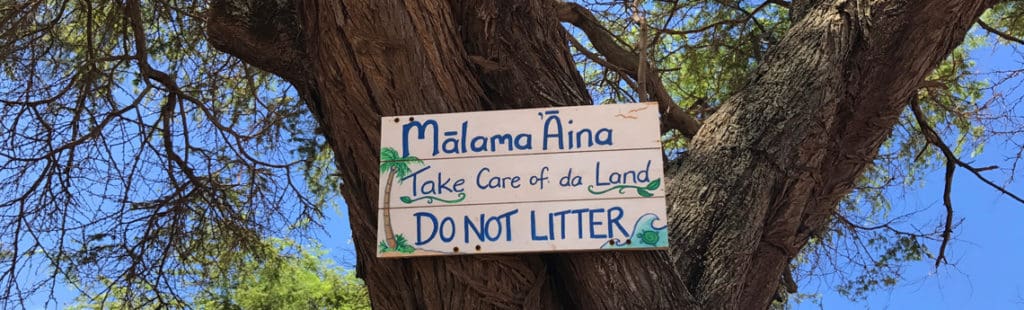 Mālama ʻĀina
Take Care of da Land
DO NOT LITTER